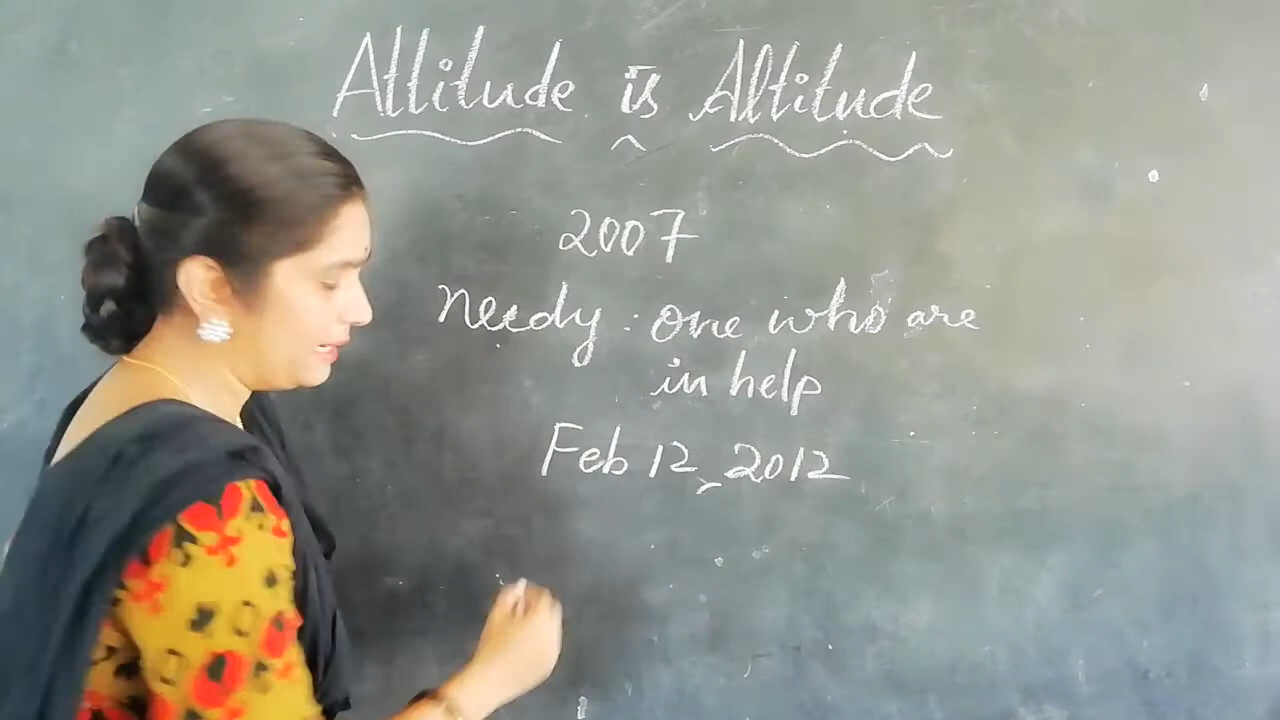 Attitude is Altitude
2007
Needy : one who are
in help
Feb 12, 2012